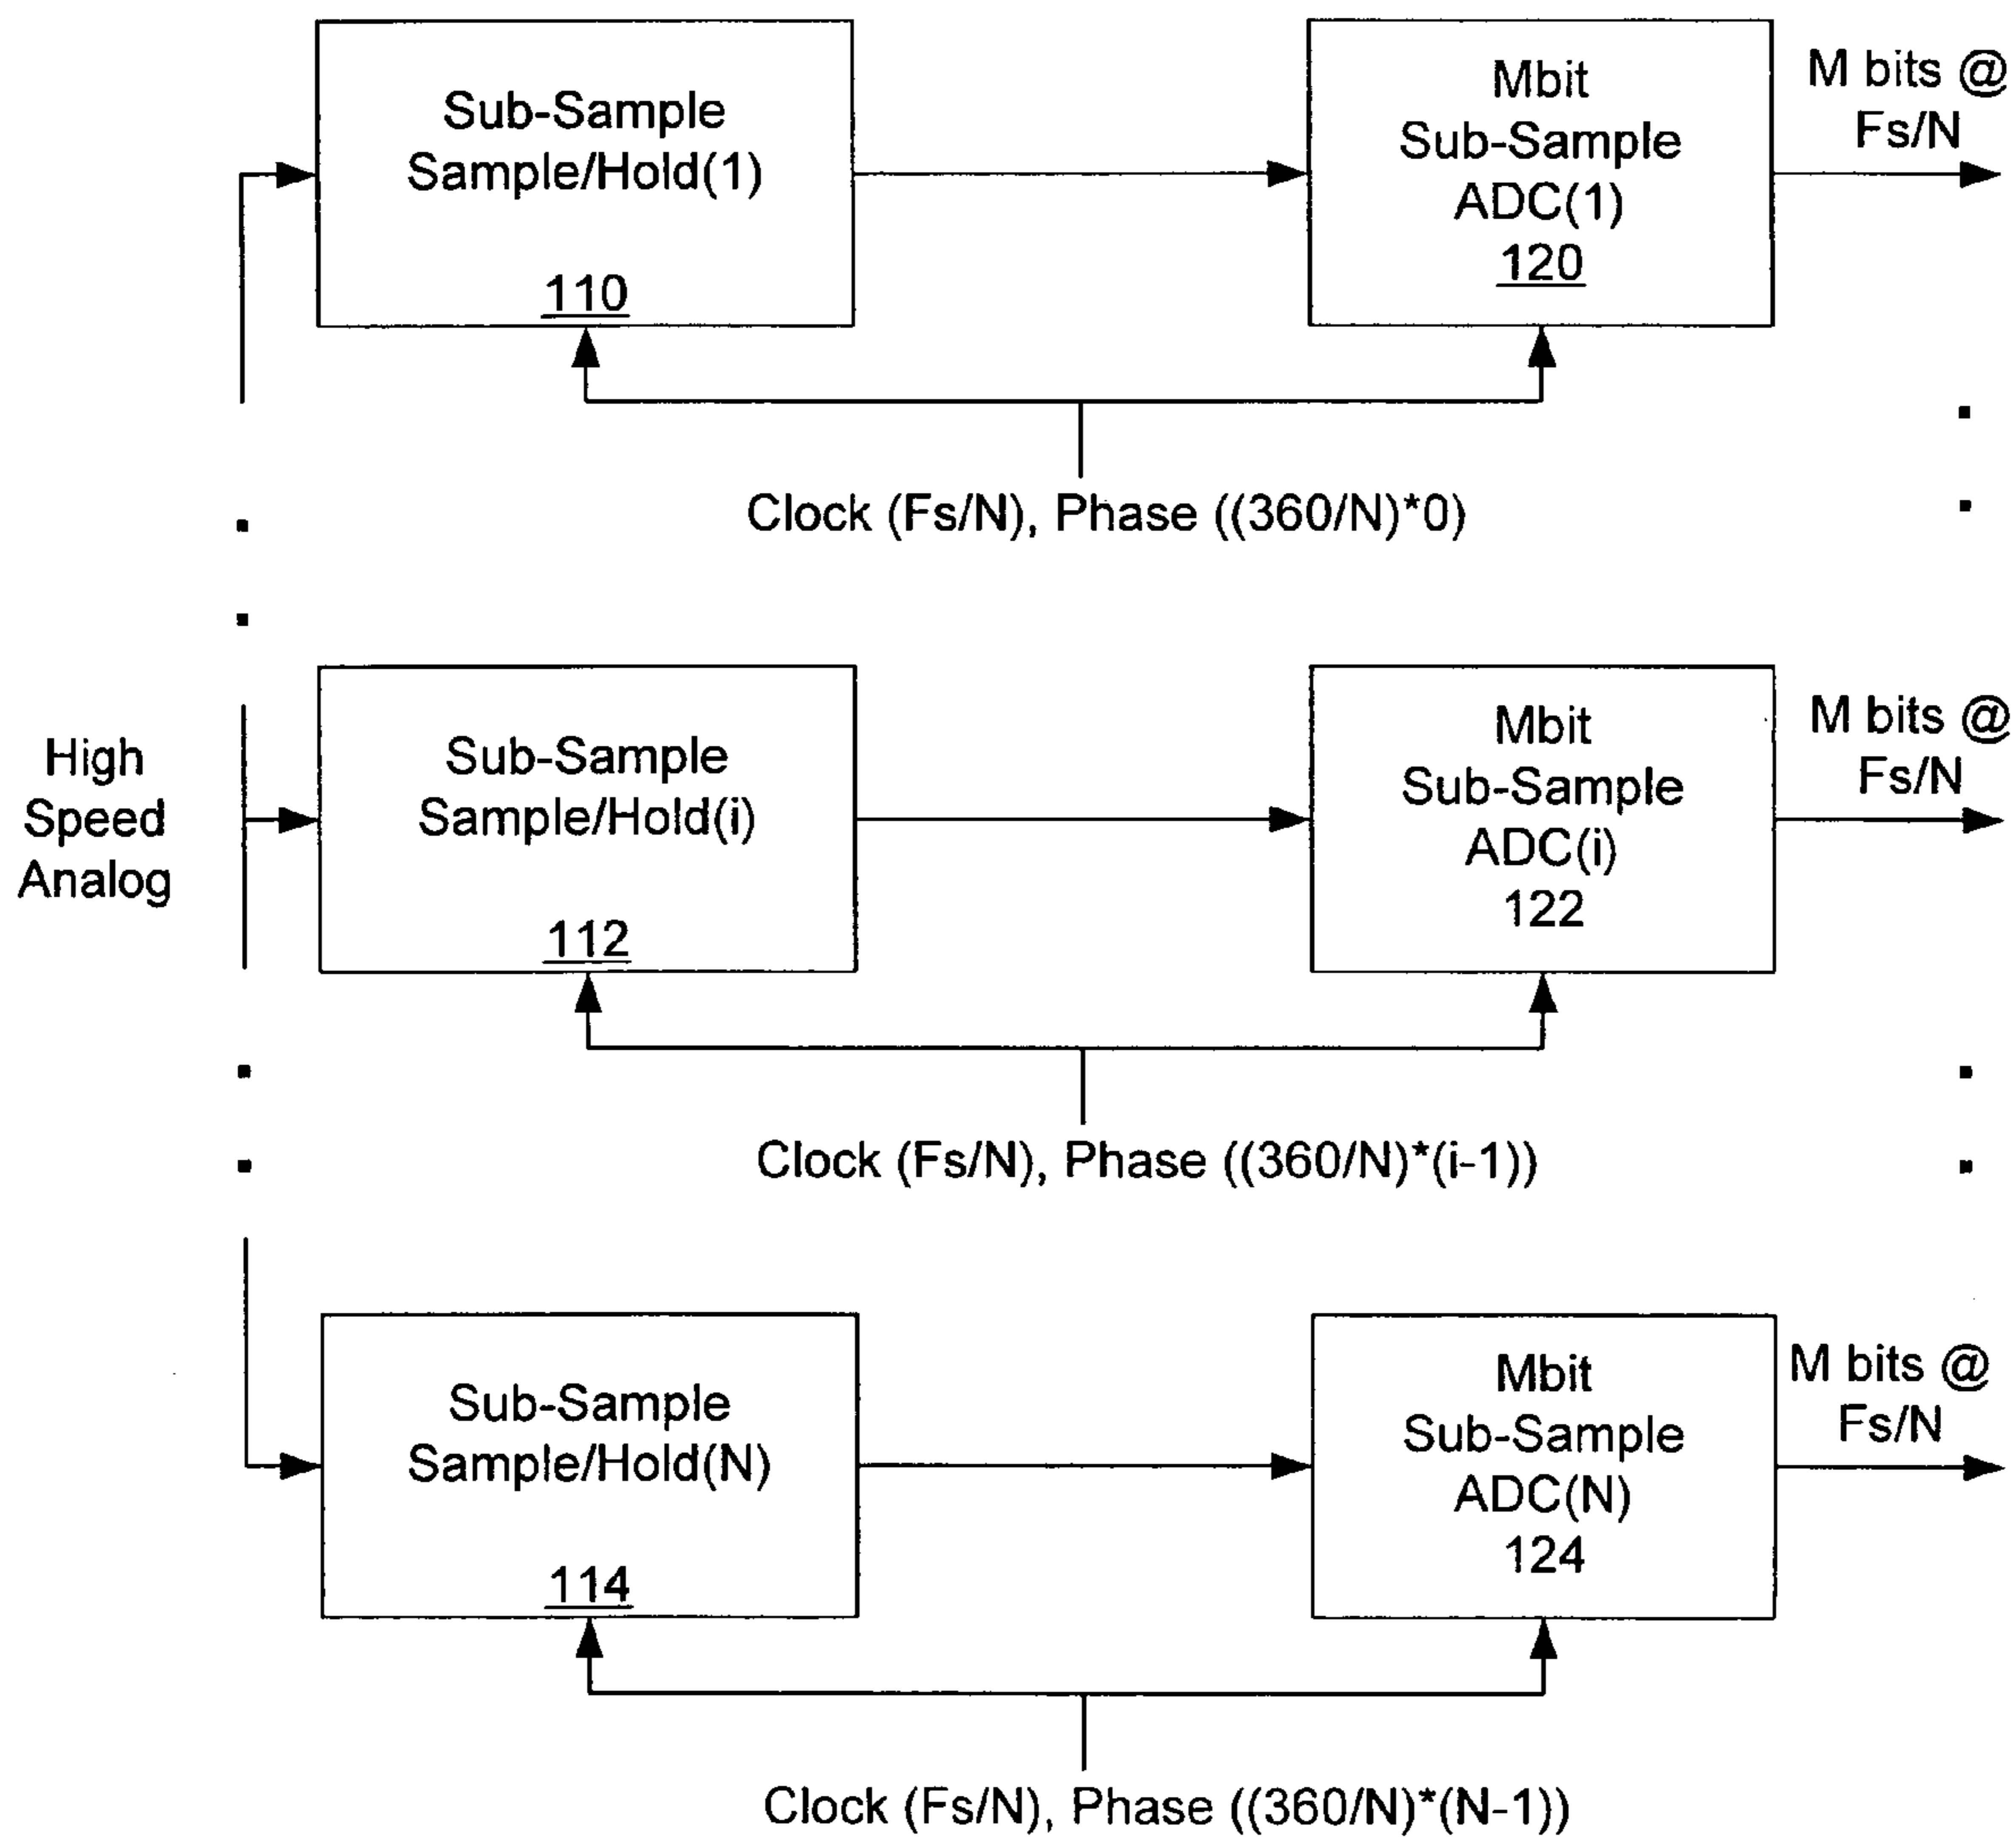 Sub-Sample
Sample/Hold(1)
110
Mbit
Sub-Sample
ADC(1)
120
M bits @
Fs/N
Clock (Fs/N), Phase ((360/N)*0)
High
Speed
Analog
Sub-Sample
Sample/Hold(i)
112
Mbit
Sub-Sample
ADC(i)
122
M bits @
Fs/N
Clock (Fs/N), Phase ((360/N)*(i-1))
Sub-Sample
Sample/Hold(N)
114
Mbit
Sub-Sample
ADC(N)
124
M bits @
Fs/N
Clock (Fs/N), Phase ((360/N)*(N-1))